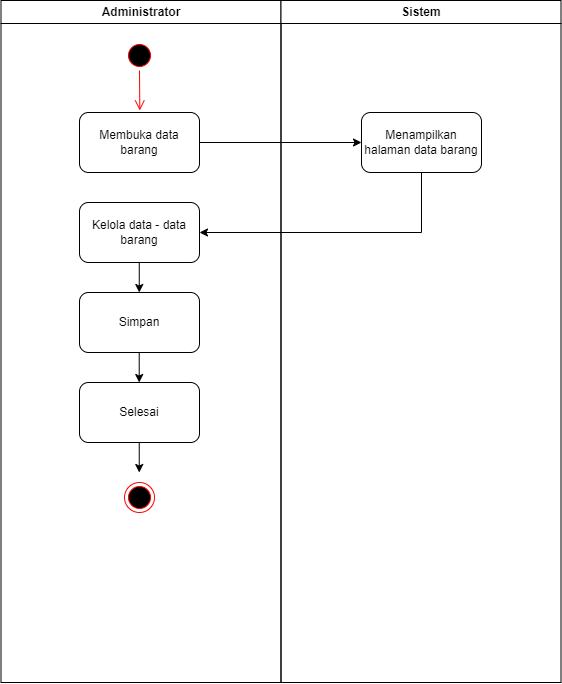 Administrator
Sistem
Membuka data
barang
Menampilkan
halaman data barang
Kelola data - data
barang
Simpan
Selesai